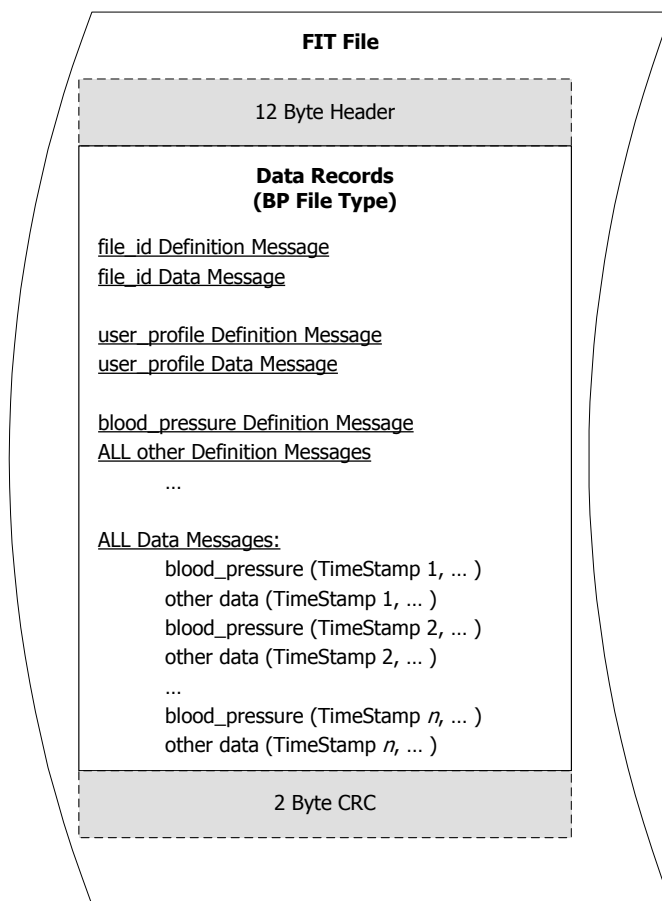 FIT File
12 Byte Header
Data Records
(BP File Type)
file_id Definition Message
file_id Data Message
user_profile Definition Message
user_profile Data Message
blood_pressure Definition Message
ALL other Definition Messages
…
ALL Data Messages:
blood_pressure (TimeStamp 1, … )
other data (TimeStamp 1, … )
blood_pressure (TimeStamp 2, … )
other data (TimeStamp 2, … )
…
blood_pressure (TimeStamp n, … )
other data (TimeStamp n, … )
2 Byte CRC